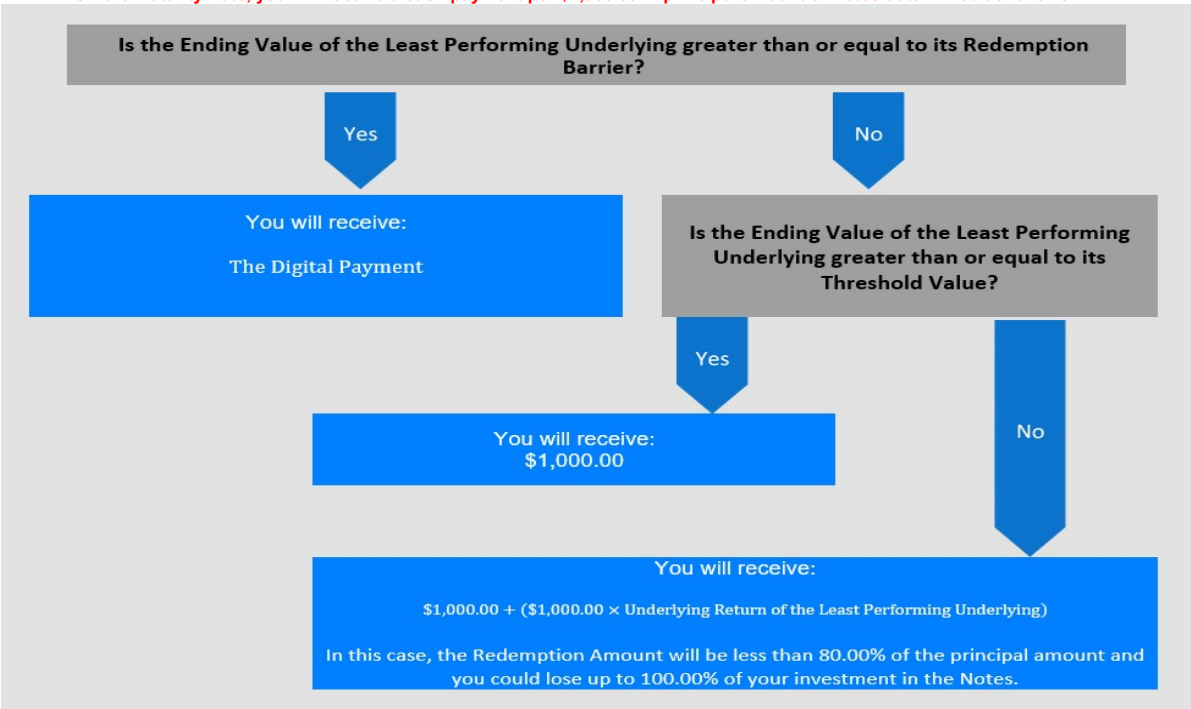 Is the Ending Value of the Least Performing Underlying greater than or equal to its Redemption
Barrier?
Yes
No
You will receive:
The Digital Payment
Is the Ending Value of the Least Performing
Underlying greater than or equal to its
Threshold Value?
Yes
No
You will receive:
$1,000.00
You will receive:
$1,000.00 + ($1,000.00 × Underlying Return of the Least Performing Underlying)
In this case, the Redemption Amount will be less than 80.00% of the principal amount and
you could lose up to 100.00% of your investment in the Notes.